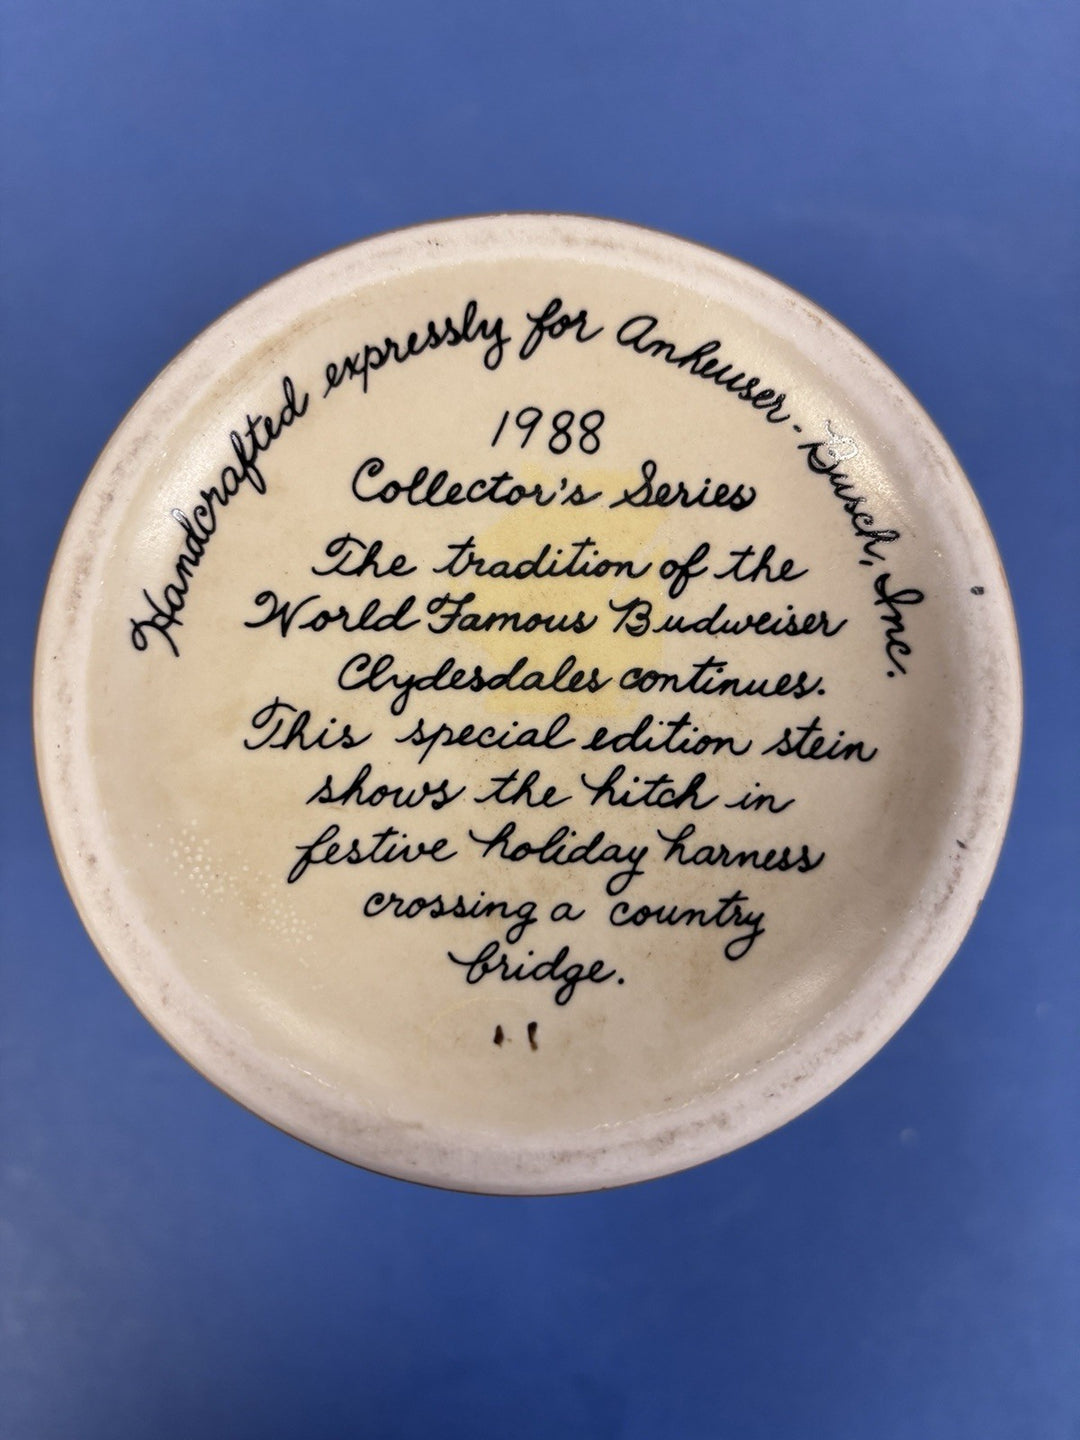 Handcrafted expressly for Anheuser-Busch, Inc.
1988
Collector's Series
The tradition of the
World Famous Budweiser
Clydesdales continues.
This special edition stein
shows the hitch in
festive holiday harness
crossing a country
bridge.